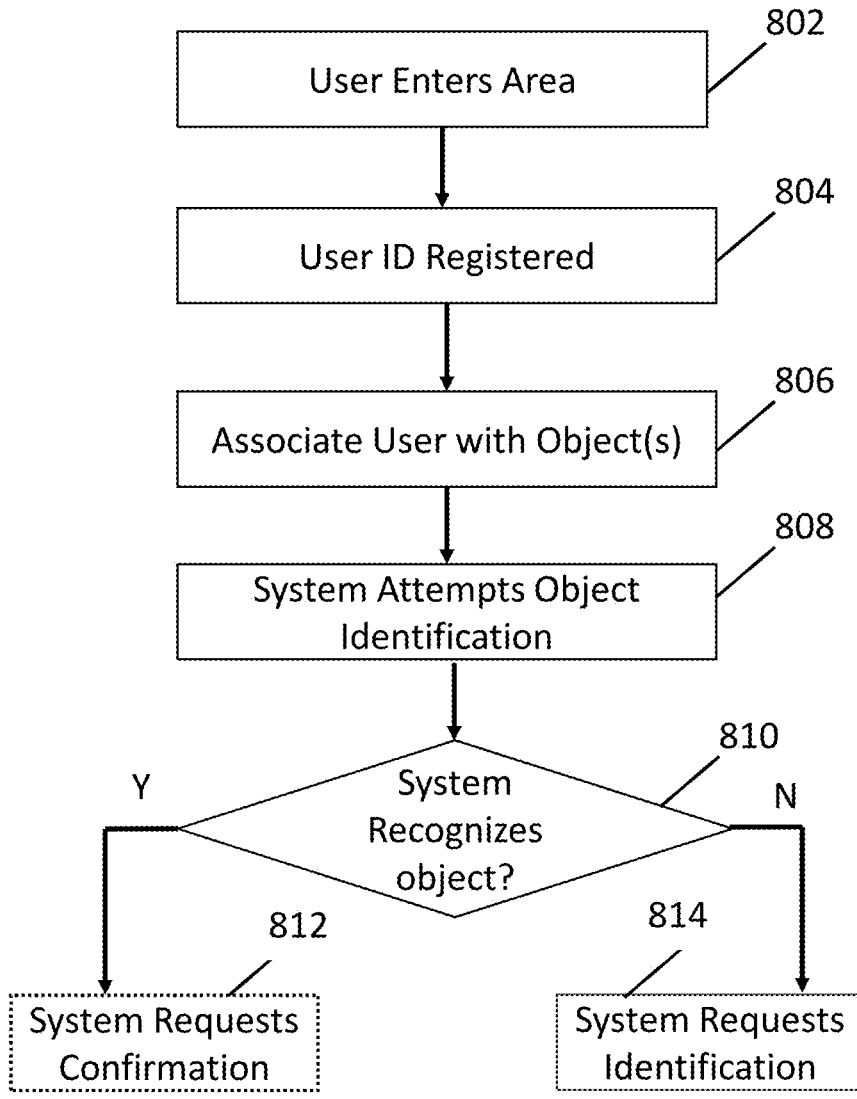 802
User Enters Area
804
User ID Registered
806
Associate User with Object(s)
808
System Attempts Object
Identification
810
Y
N
System
Recognizes
object?
812
814
System Requests
Confirmation
System Requests
Identification